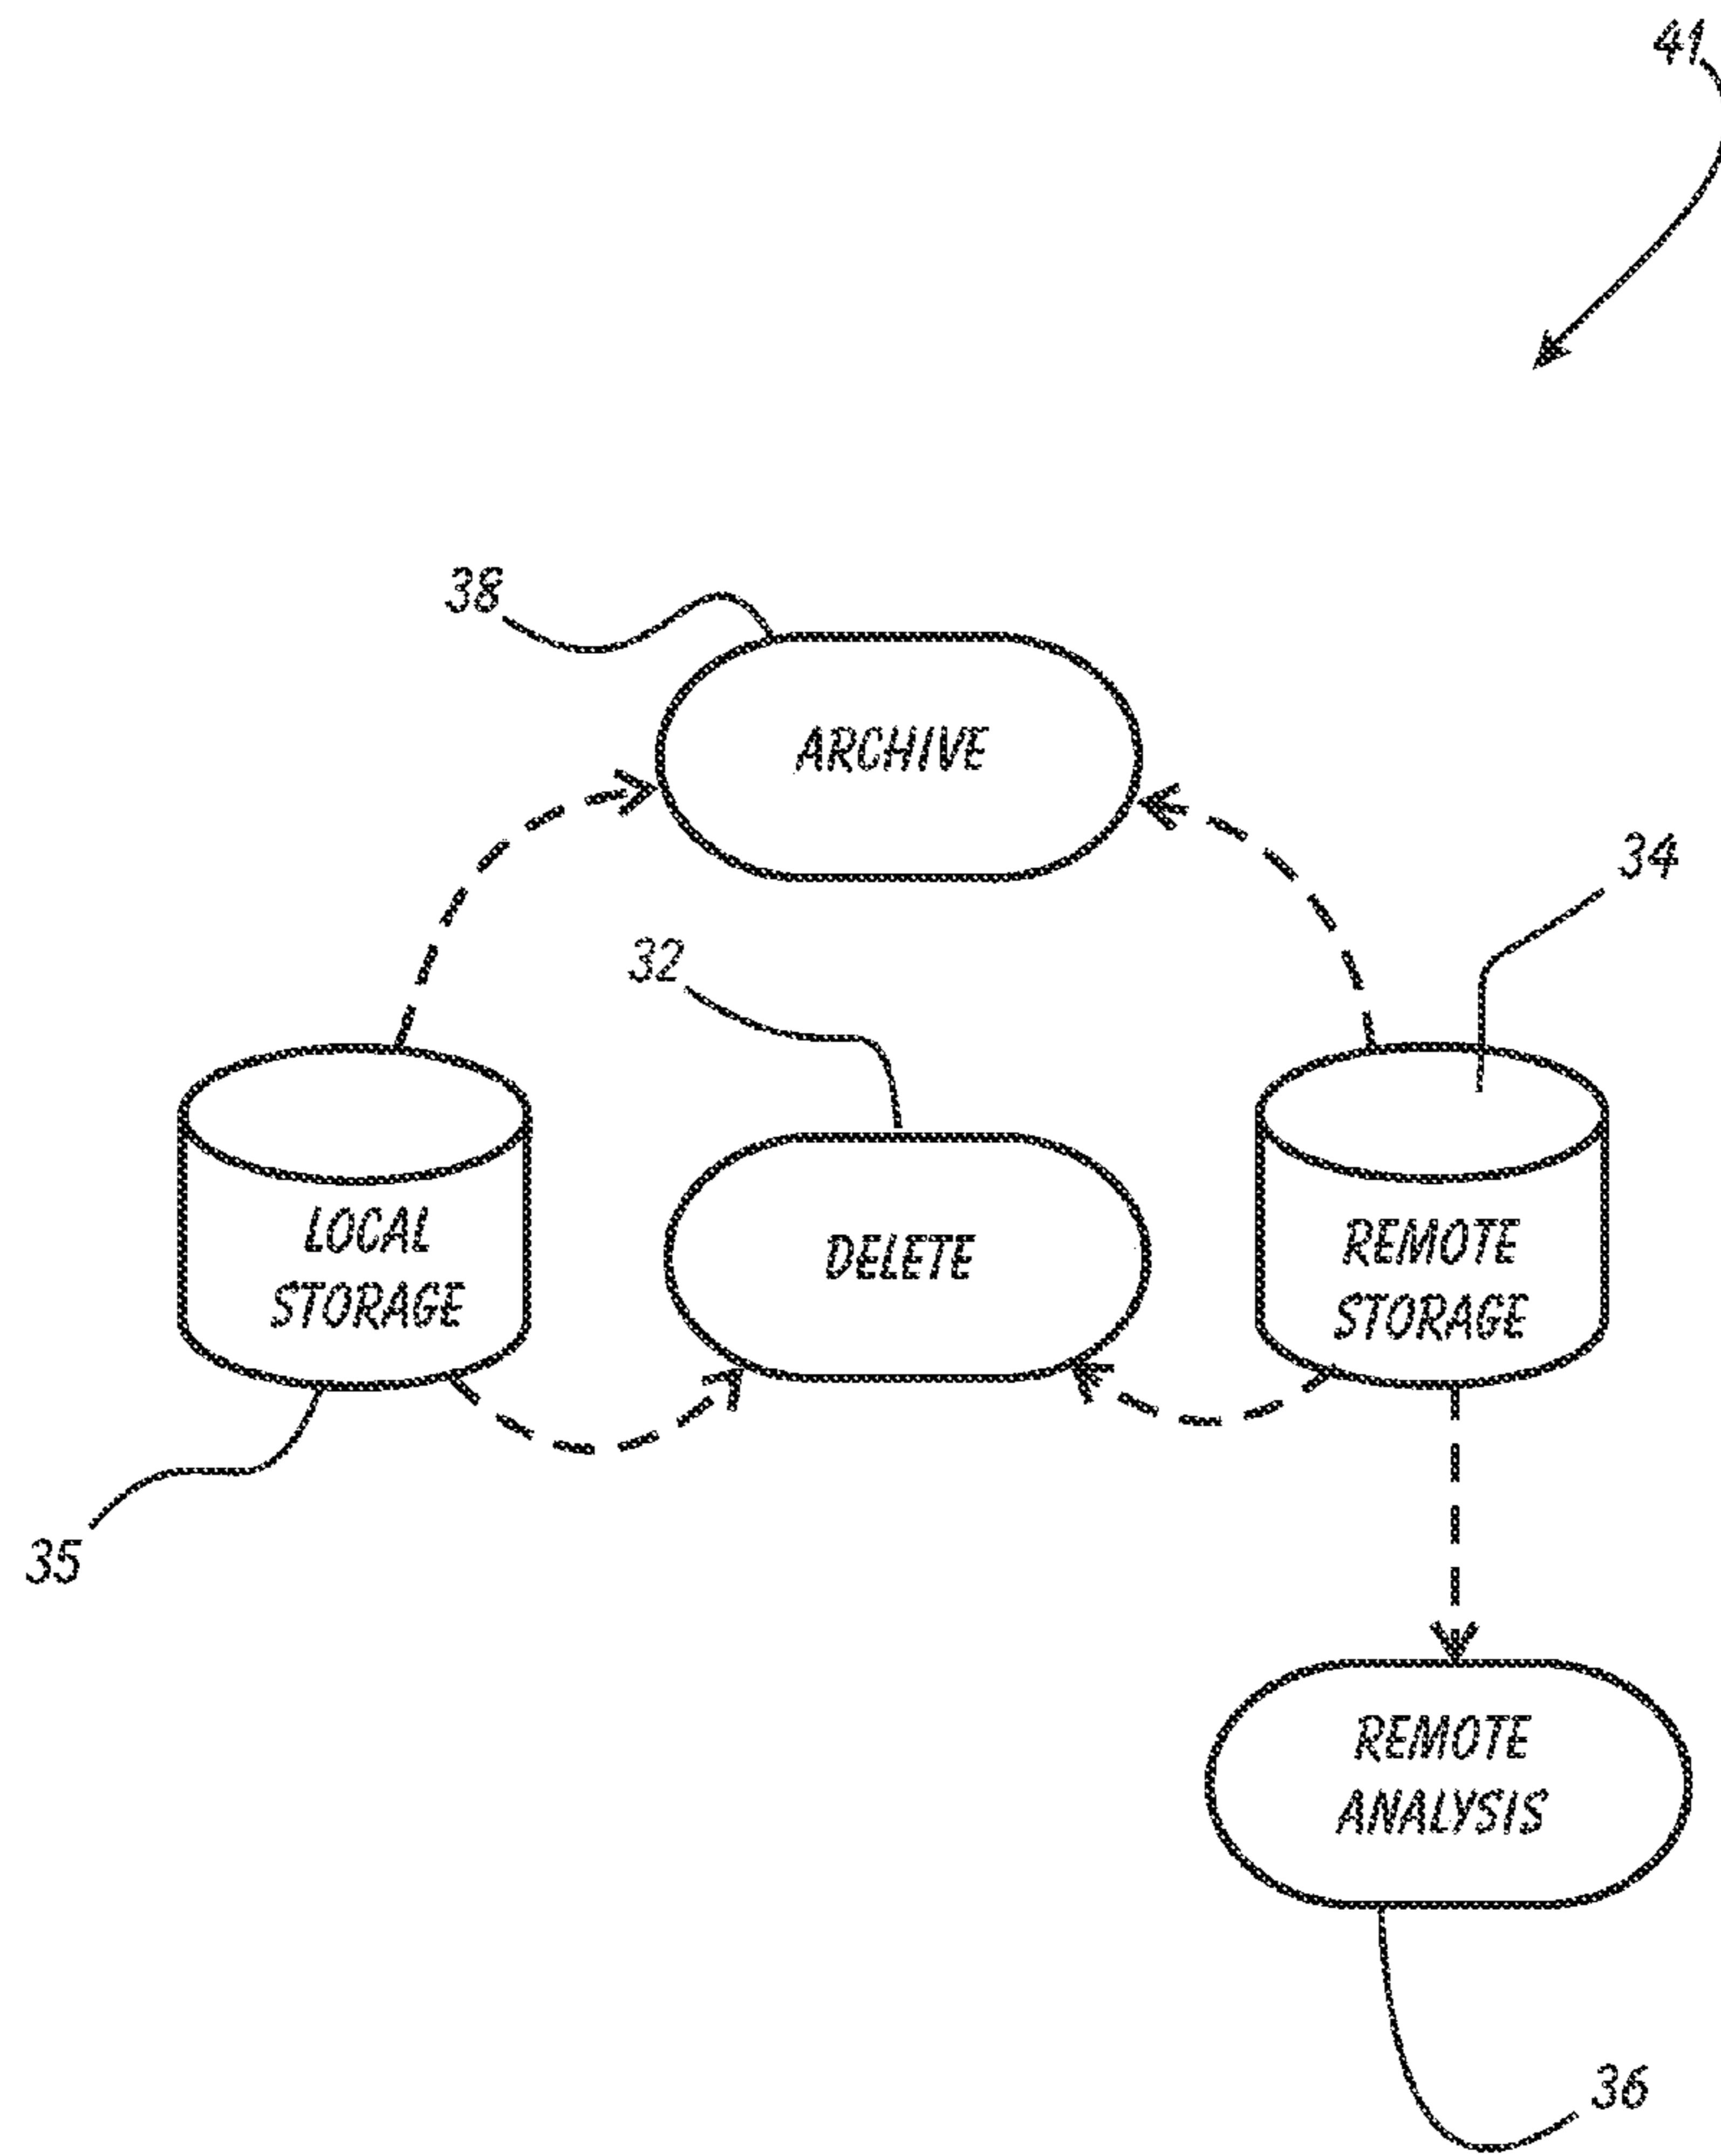 41
38
ARCHIVE
34
32
LOCAL
STORAGE
DELETE
REMOTE
STORAGE
35
REMOTE
ANALYSIS
36